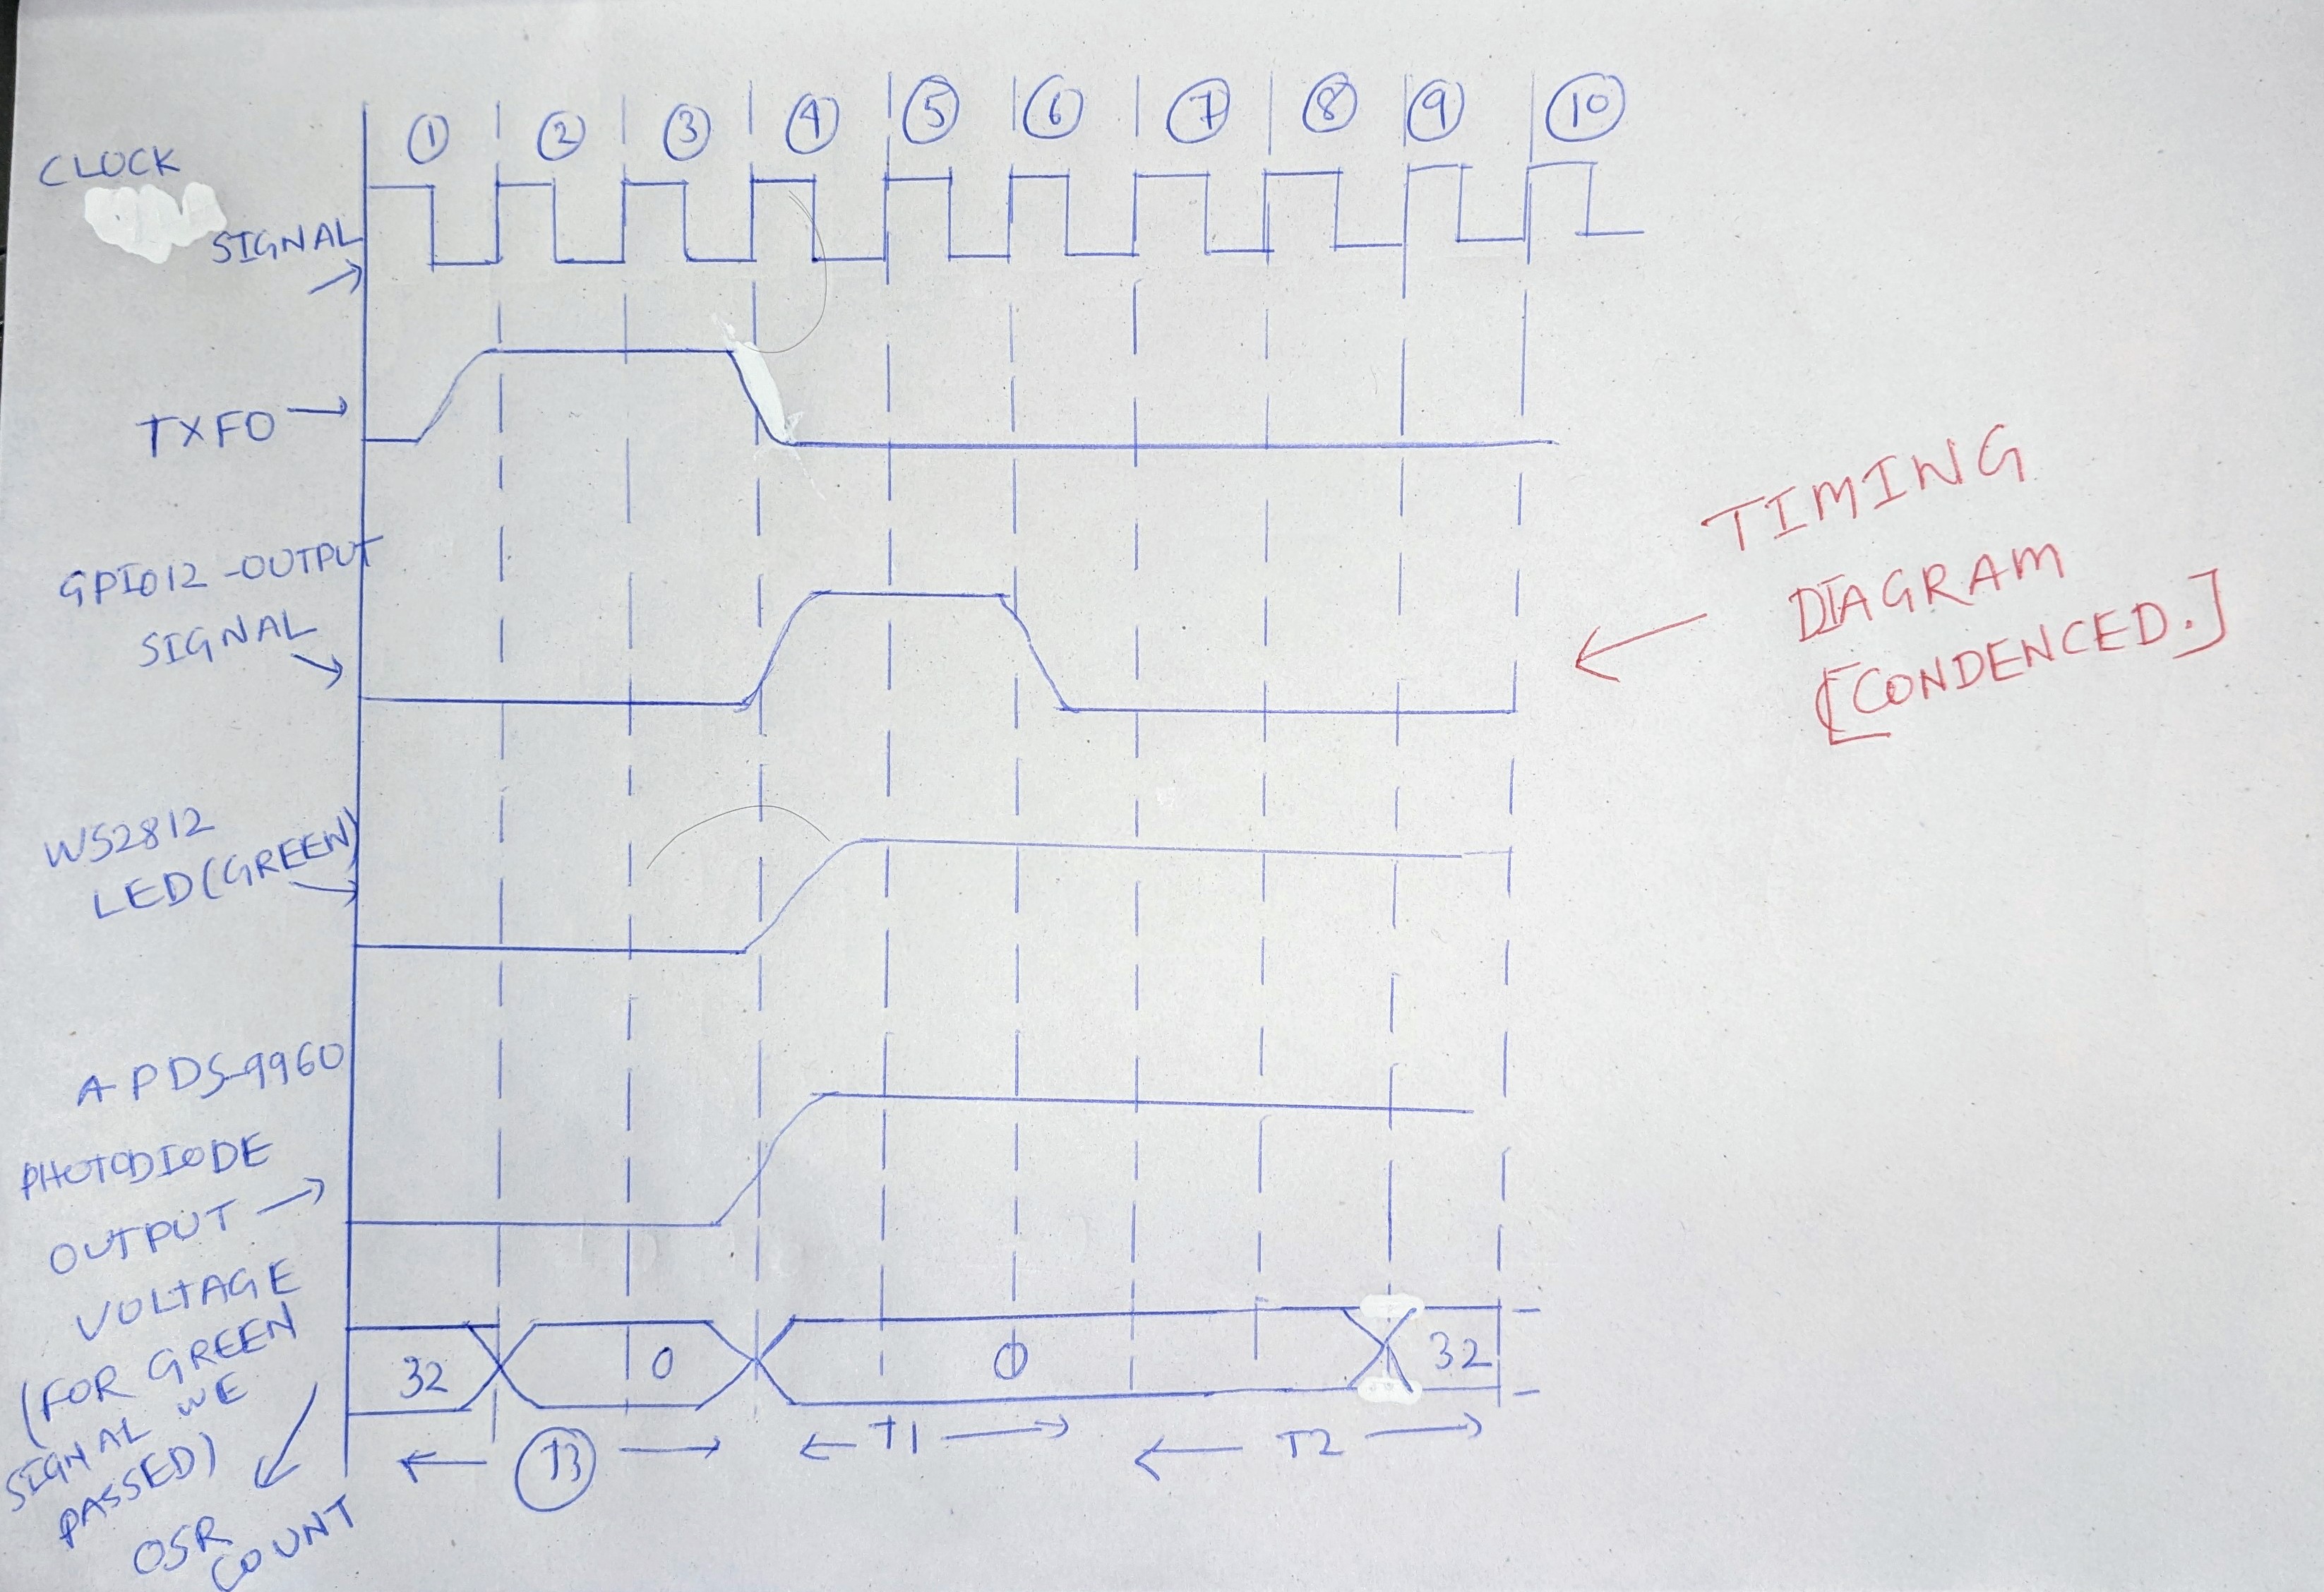 ① ② ③ ④ ⑤ ⑥ ⑦ ⑧ ⑨ ⑩
CLOCK
SIGNAL
TXF0
GPIO12-OUTPUT
SIGNAL
WS2812
LED(GREEN)
APDS-9960
PHOTODIODE
OUTPUT
VOLTAGE
(FOR GREEN
SIGNAL WE
PASSED)
OSR
COUNT
32 0 0 32
T3 T1 T2
TIMING
DIAGRAM
[CONDENCED.]